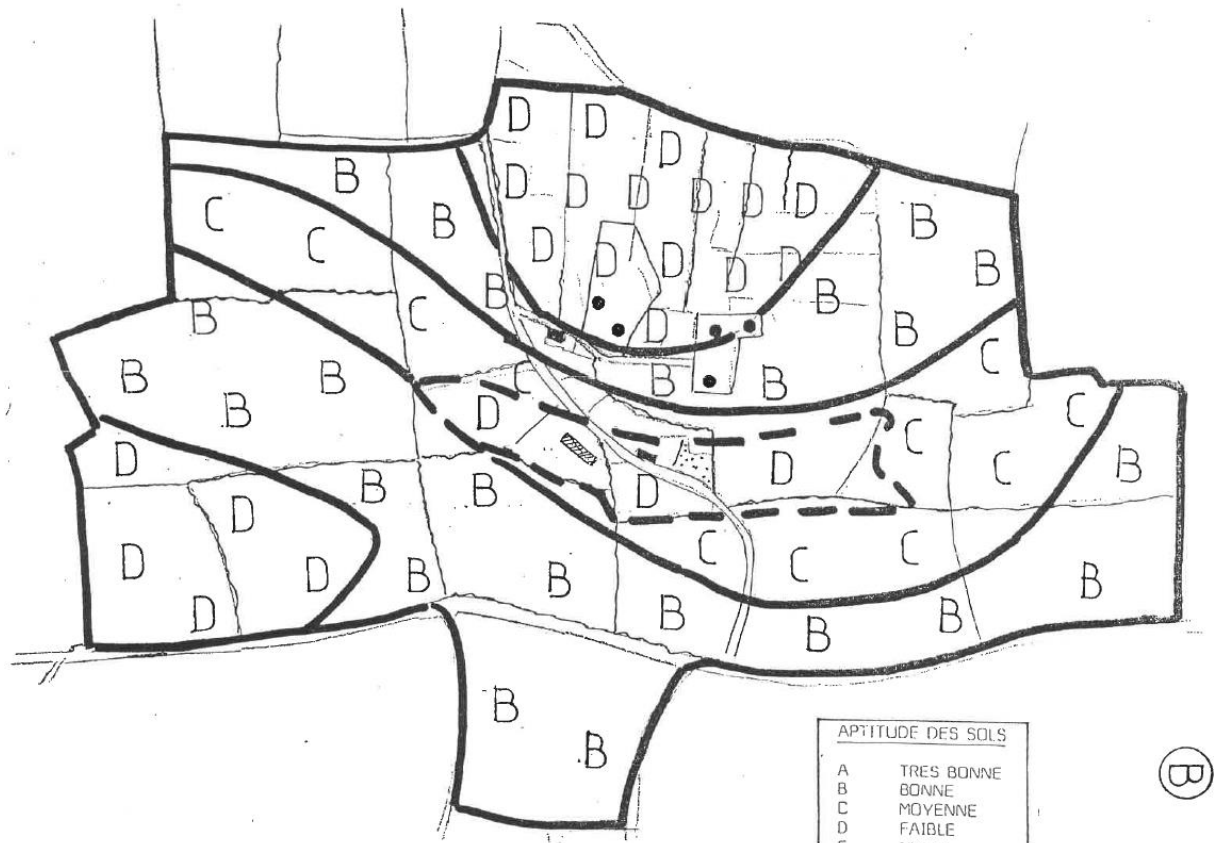 D D D
B D D D D D D
C C B D B
D D D D B
B C B D B B
B B C B B C
B D C C
D B B D D C B
D
D D B B C C C B
D B B B
B
B
APTITUDE DES SOLS
A TRES BONNE
B BONNE
C MOYENNE
D FAIBLE
B